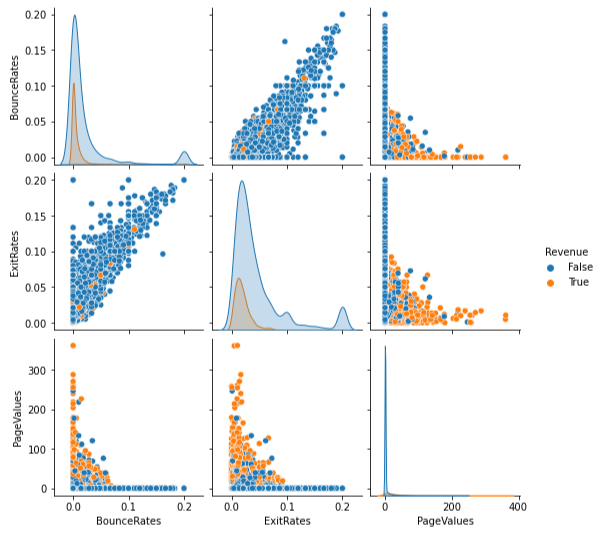 BounceRates
0.20
0.15
0.10
0.05
0.00
ExitRates
0.20
0.15
0.10
0.05
0.00
Revenue
False
True
PageValues
300
200
100
0
0.0 0.1 0.2
BounceRates
0.0 0.1 0.2
ExitRates
0 200 400
PageValues